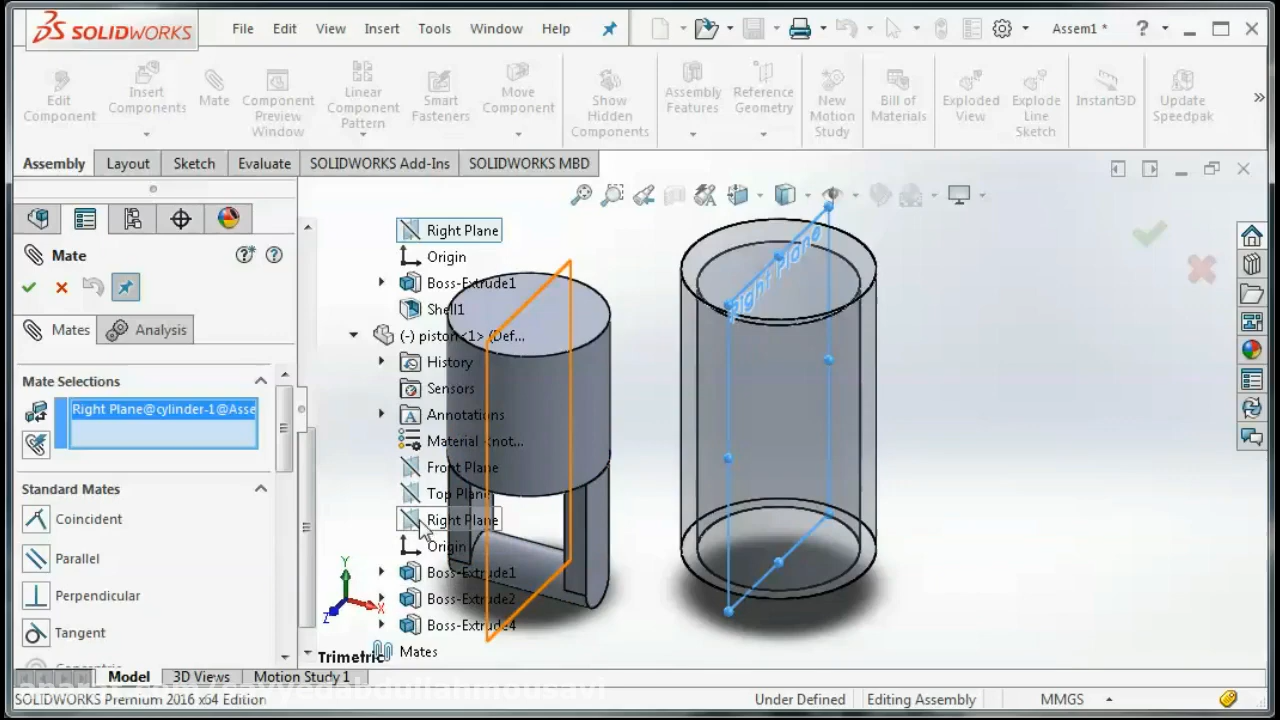 SOLIDWORKS File Edit View Insert Tools Window Help Assem1 *
Edit Component
Insert Components
Mate
Component Preview Window
Linear Component Pattern
Smart Fasteners
Move Component
Show Hidden Components
Assembly Features
Reference Geometry
New Motion Study
Bill of Materials
Exploded View
Explode Line Sketch
Instant3D
Update Speedpak
Assembly Layout Sketch Evaluate SOLIDWORKS Add-Ins SOLIDWORKS MBD
Mate
Mates Analysis
Mate Selections
Right Plane@cylinder-1@Asse
Standard Mates
Coincident
Parallel
Perpendicular
Tangent
Right Plane
Origin
Boss-Extrude1
Shell1
(-) piston<1> (Def...
History
Sensors
Annotations
Material <not...
Front Plane
Top Plane
Right Plane
Origin
Boss-Extrude1
Boss-Extrude2
Boss-Extrude4
Mates
Right Plane
Y
X
Z
*Trimetric
Model 3D Views Motion Study 1
SOLIDWORKS Premium 2016 x64 Edition Under Defined Editing Assembly MMGS